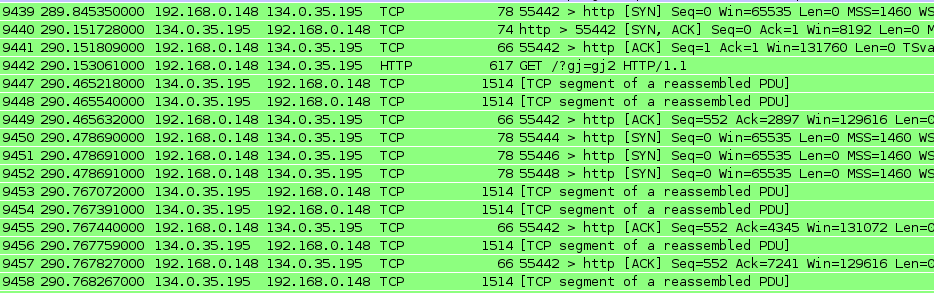 9439 289.845350000 192.168.0.148 134.0.35.195 TCP 78 55442 > http [SYN] Seq=0 Win=65535 Len=0 MSS=1460 WS
9440 290.151728000 134.0.35.195 192.168.0.148 TCP 74 http > 55442 [SYN, ACK] Seq=0 Ack=1 Win=8192 Len=0 M
9441 290.151809000 192.168.0.148 134.0.35.195 TCP 66 55442 > http [ACK] Seq=1 Ack=1 Win=131760 Len=0 TSva
9442 290.153061000 192.168.0.148 134.0.35.195 HTTP 617 GET /?gj=gj2 HTTP/1.1
9447 290.465218000 134.0.35.195 192.168.0.148 TCP 1514 [TCP segment of a reassembled PDU]
9448 290.465540000 134.0.35.195 192.168.0.148 TCP 1514 [TCP segment of a reassembled PDU]
9449 290.465632000 192.168.0.148 134.0.35.195 TCP 66 55442 > http [ACK] Seq=552 Ack=2897 Win=129616 Len=0
9450 290.478690000 192.168.0.148 134.0.35.195 TCP 78 55444 > http [SYN] Seq=0 Win=65535 Len=0 MSS=1460 WS
9451 290.478691000 192.168.0.148 134.0.35.195 TCP 78 55446 > http [SYN] Seq=0 Win=65535 Len=0 MSS=1460 WS
9452 290.478691000 192.168.0.148 134.0.35.195 TCP 78 55448 > http [SYN] Seq=0 Win=65535 Len=0 MSS=1460 WS
9453 290.767072000 134.0.35.195 192.168.0.148 TCP 1514 [TCP segment of a reassembled PDU]
9454 290.767391000 134.0.35.195 192.168.0.148 TCP 1514 [TCP segment of a reassembled PDU]
9455 290.767440000 192.168.0.148 134.0.35.195 TCP 66 55442 > http [ACK] Seq=552 Ack=4345 Win=131072 Len=0
9456 290.767759000 134.0.35.195 192.168.0.148 TCP 1514 [TCP segment of a reassembled PDU]
9457 290.767827000 192.168.0.148 134.0.35.195 TCP 66 55442 > http [ACK] Seq=552 Ack=7241 Win=129616 Len=0
9458 290.768267000 134.0.35.195 192.168.0.148 TCP 1514 [TCP segment of a reassembled PDU]